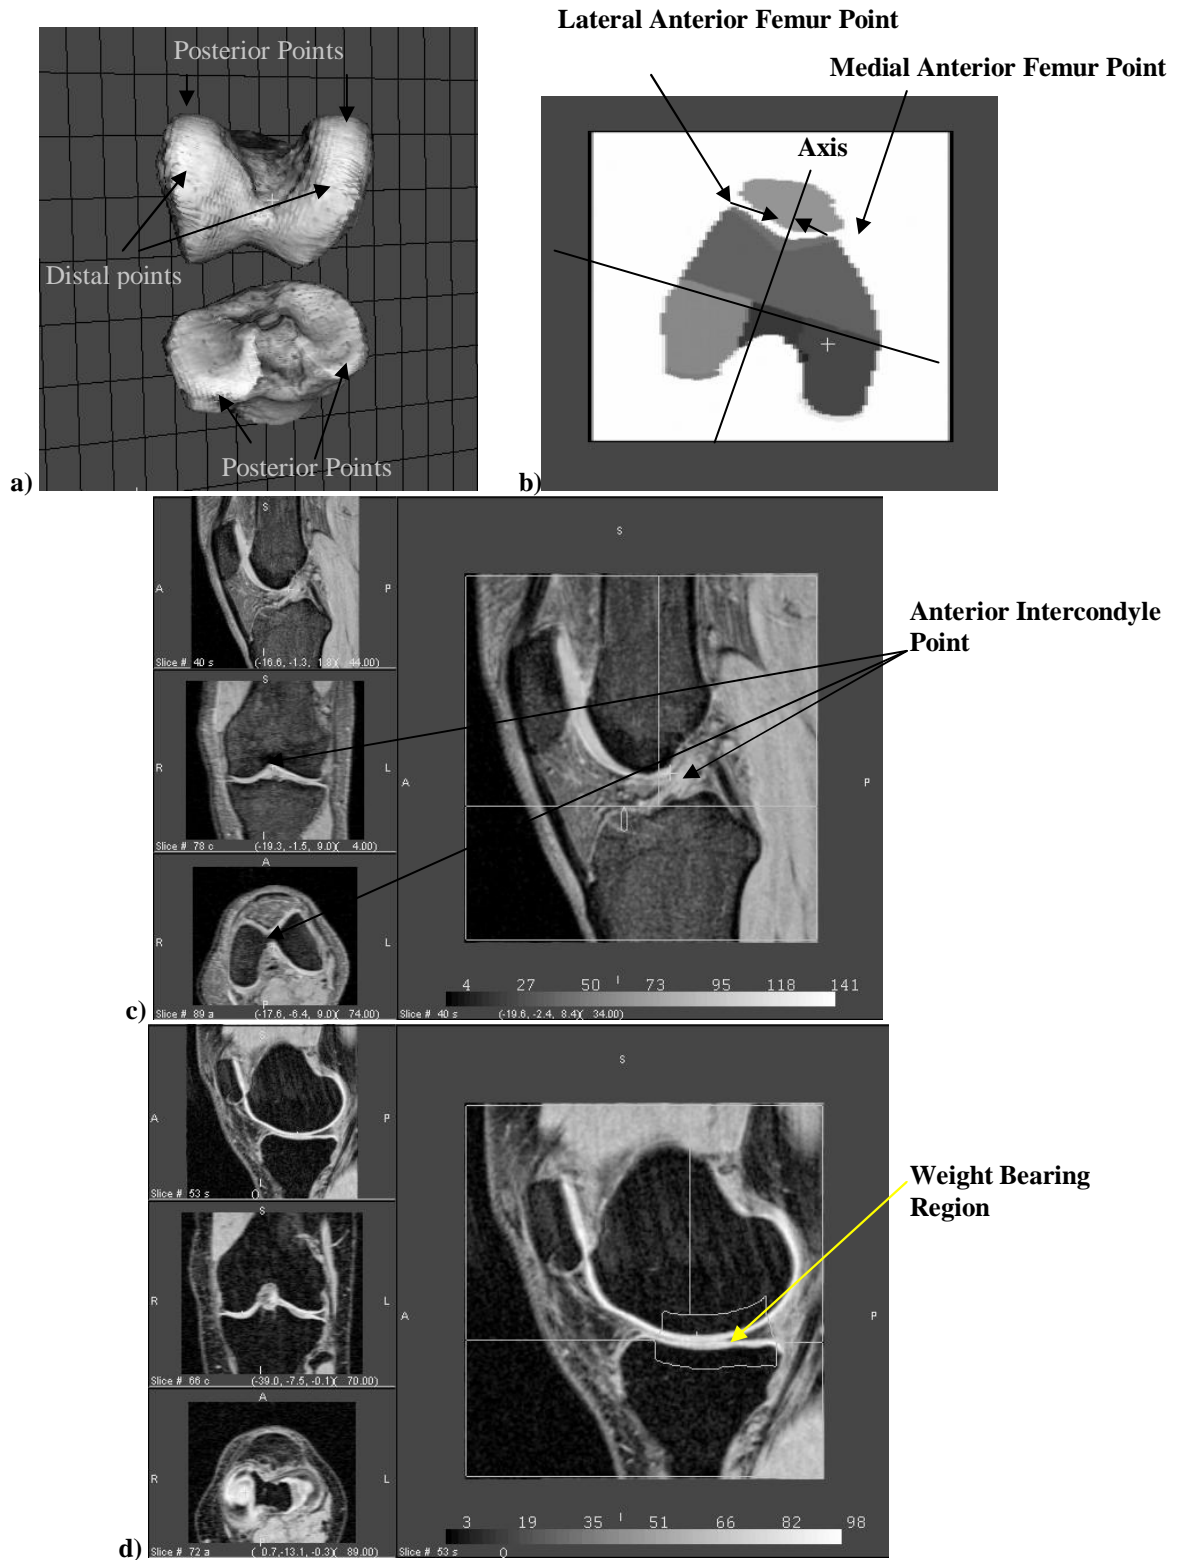 Lateral Anterior Femur Point
Posterior Points
Medial Anterior Femur Point
Axis
Distal points
Posterior Points
a)
b)
S
A
P
Slice # 40 s (-16.6, -1.3, 1.8)( 44.00)
S
R
L
Slice # 78 c (-19.3, -1.5, 9.0)( 4.00)
A
R
L
P
Slice # 89 a (-17.6, -6.4, 9.0)( 74.00)
S
A
P
Anterior Intercondyle
Point
4 27 50 73 95 118 141
Slice # 40 s (-19.6, -2.4, 8.4)( 34.00)
c)
S
A
P
Slice # 53 s
S
R
L
Slice # 66 c (-39.0, -7.5, -0.1)( 70.00)
A
R
L
P
Slice # 72 a ( 0.7,-13.1, -0.3)( 89.00)
S
A
P
Weight Bearing
Region
3 19 35 51 66 82 98
Slice # 53 s
d)